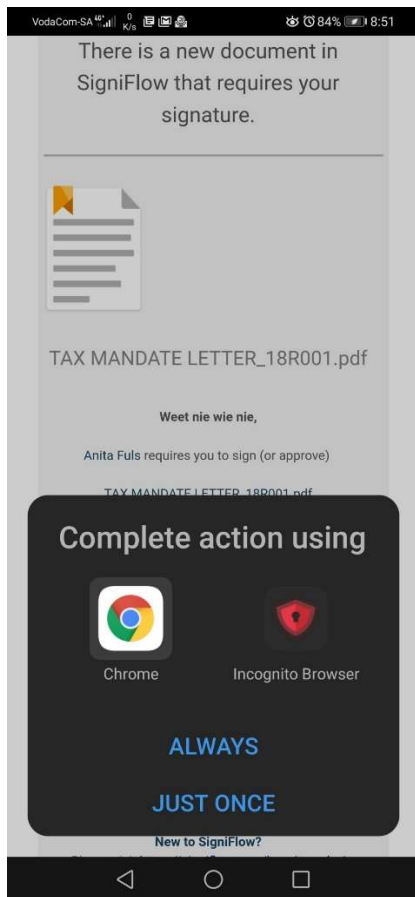 VodaCom-SA 4G+ 0 K/s 84% 8:51
There is a new document in
SigniFlow that requires your
signature.
TAX MANDATE LETTER_18R001.pdf
Weet nie wie nie,
Anita Fuls requires you to sign (or approve)
TAX MANDATE LETTER_18R001.pdf
Complete action using
Chrome
Incognito Browser
ALWAYS
JUST ONCE
New to SigniFlow?